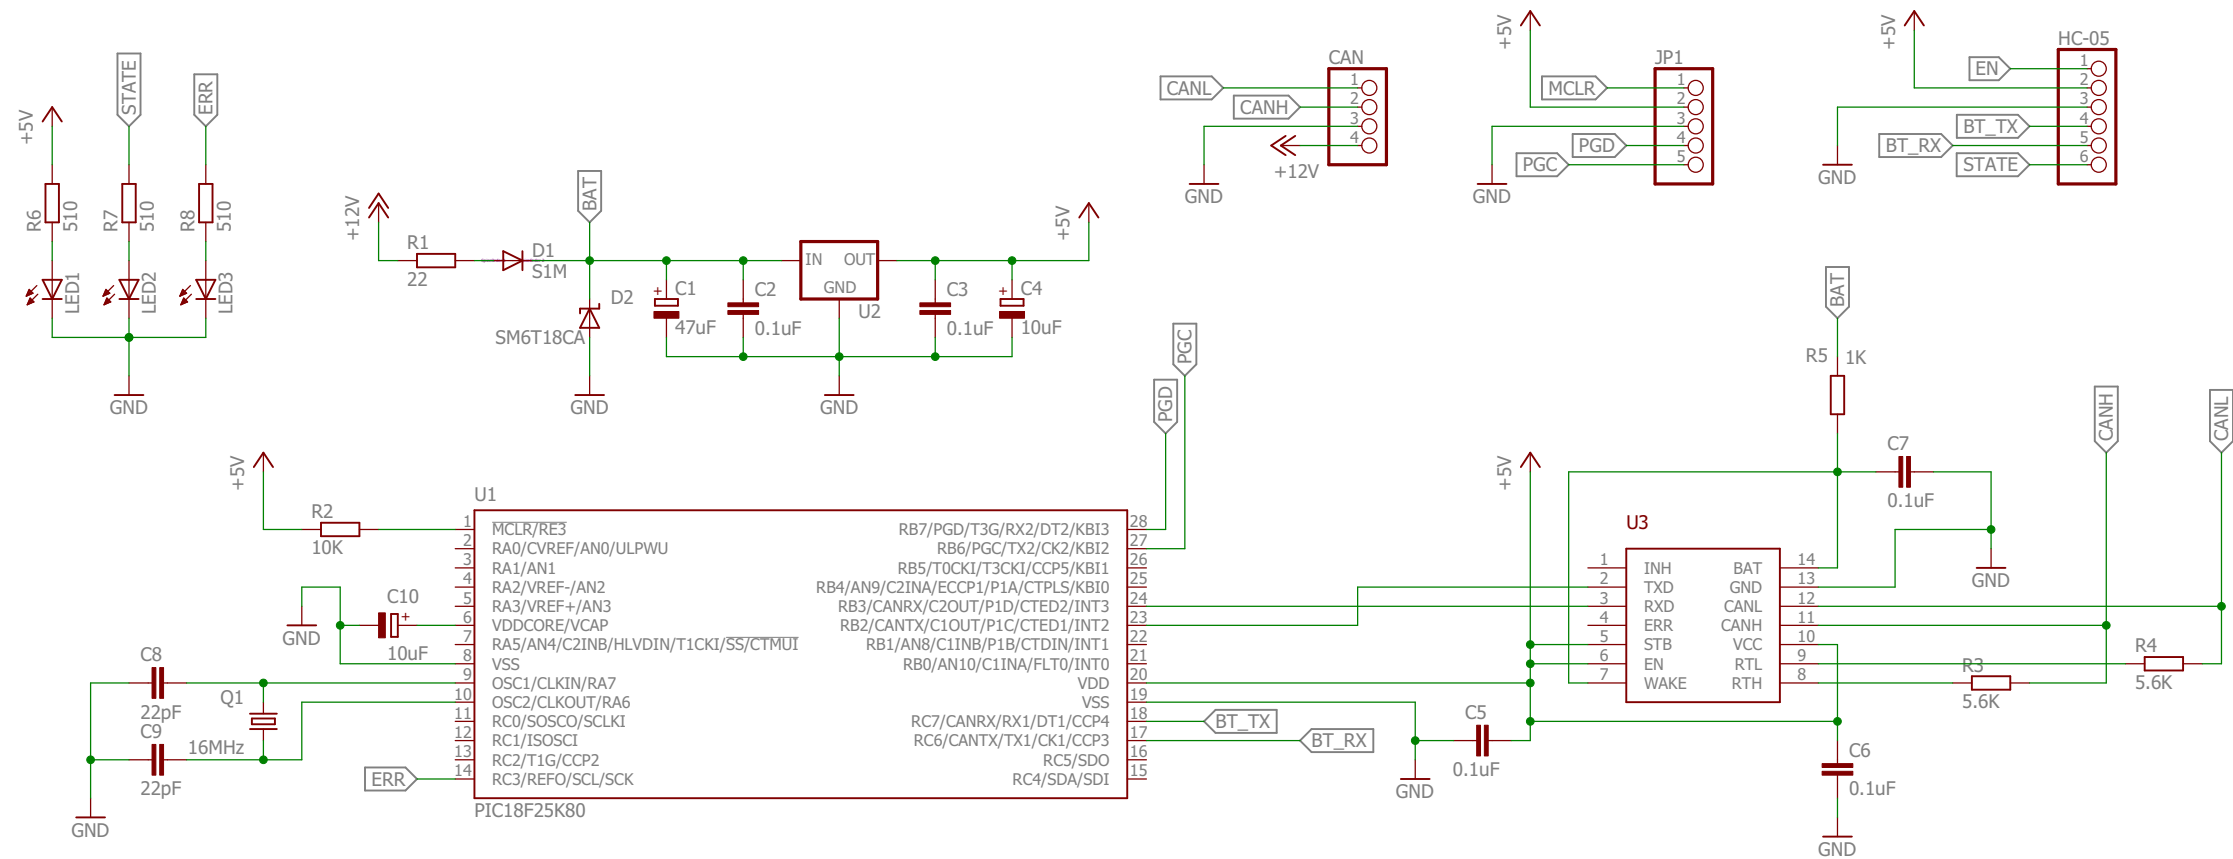 +5V
STATE
ERR
R6
510
R7
510
R8
510
LED1
LED2
LED3
GND
+12V
R1
22
D1
S1M
BAT
D2
SM6T18CA
GND
+
C1
47uF
C2
0.1uF
IN OUT
GND
U2
GND
C3
0.1uF
+
C4
10uF
+5V
CAN
CANL
CANH
1
2
3
4
GND
+12V
+5V
JP1
MCLR
PGD
PGC
1
2
3
4
5
GND
+5V
HC-05
EN
BT_TX
BT_RX
STATE
1
2
3
4
5
6
GND
+5V
R2
10K
GND
C10
+
10uF
C8
22pF
Q1
16MHz
C9
22pF
GND
ERR
U1
1 MCLR/RE3
2 RA0/CVREF/AN0/ULPWU
3 RA1/AN1
4 RA2/VREF-/AN2
5 RA3/VREF+/AN3
6 VDDCORE/VCAP
7 RA5/AN4/C2INB/HLVDIN/T1CKI/SS/CTMUI
8 VSS
9 OSC1/CLKIN/RA7
10 OSC2/CLKOUT/RA6
11 RC0/SOSCO/SCLKI
12 RC1/ISOSCI
13 RC2/T1G/CCP2
14 RC3/REFO/SCL/SCK
RB7/PGD/T3G/RX2/DT2/KBI3 28
RB6/PGC/TX2/CK2/KBI2 27
RB5/T0CKI/T3CKI/CCP5/KBI1 26
RB4/AN9/C2INA/ECCP1/P1A/CTPLS/KBI0 25
RB3/CANRX/C2OUT/P1D/CTED2/INT3 24
RB2/CANTX/C1OUT/P1C/CTED1/INT2 23
RB1/AN8/C1INB/P1B/CTDIN/INT1 22
RB0/AN10/C1INA/FLT0/INT0 21
VDD 20
VSS 19
RC7/CANRX/RX1/DT1/CCP4 18
RC6/CANTX/TX1/CK1/CCP3 17
RC5/SDO 16
RC4/SDA/SDI 15
PIC18F25K80
PGD
PGC
BT_TX
BT_RX
GND
C5
0.1uF
+5V
BAT
R5 1K
C7
0.1uF
GND
CANH
CANL
U3
1 INH
2 TXD
3 RXD
4 ERR
5 STB
6 EN
7 WAKE
BAT 14
GND 13
CANL 12
CANH 11
VCC 10
RTL 9
RTH 8
R4
5.6K
R3
5.6K
C6
0.1uF
GND